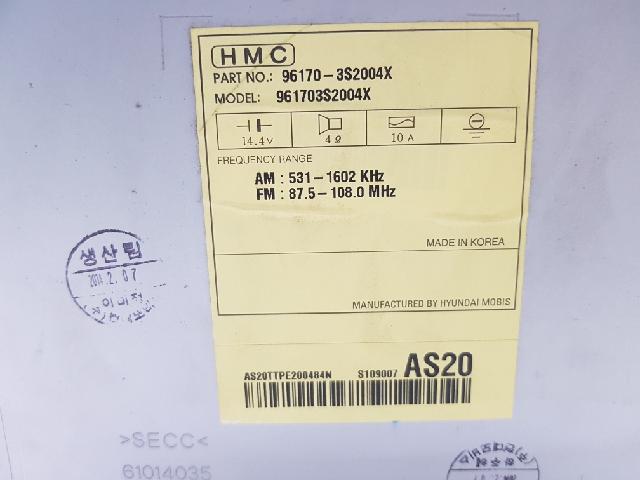 HMC
PART NO.: 96170-3S2004X
MODEL: 961703S2004X
14.4V 4Ω 10A
FREQUENCY RANGE
AM : 531-1602 KHz
FM : 87.5-108.0 MHz
MADE IN KOREA
MANUFACTURED BY HYUNDAI MOBIS
AS20TTPE200484N S109007 AS20
생산팀
2.07
>SECC<
61014035